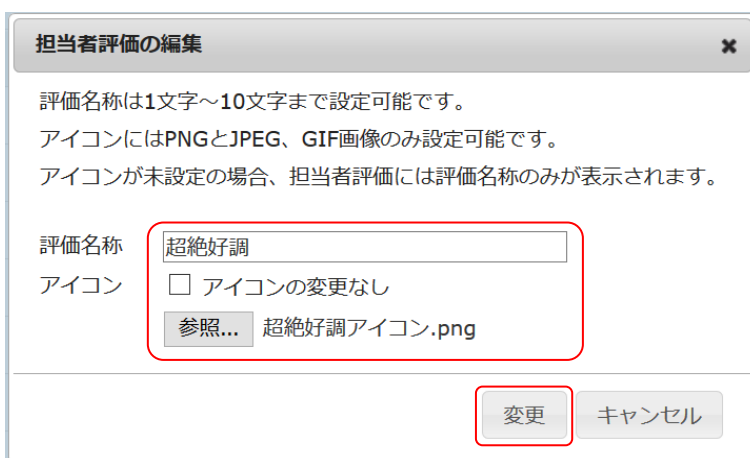 担当者評価の編集 ✖
評価名称は1文字～10文字まで設定可能です。
アイコンにはPNGとJPEG、GIF画像のみ設定可能です。
アイコンが未設定の場合、担当者評価には評価名称のみが表示されます。
評価名称 超絶好調
アイコン アイコンの変更なし
参照... 超絶好調アイコン.png
変更 キャンセル